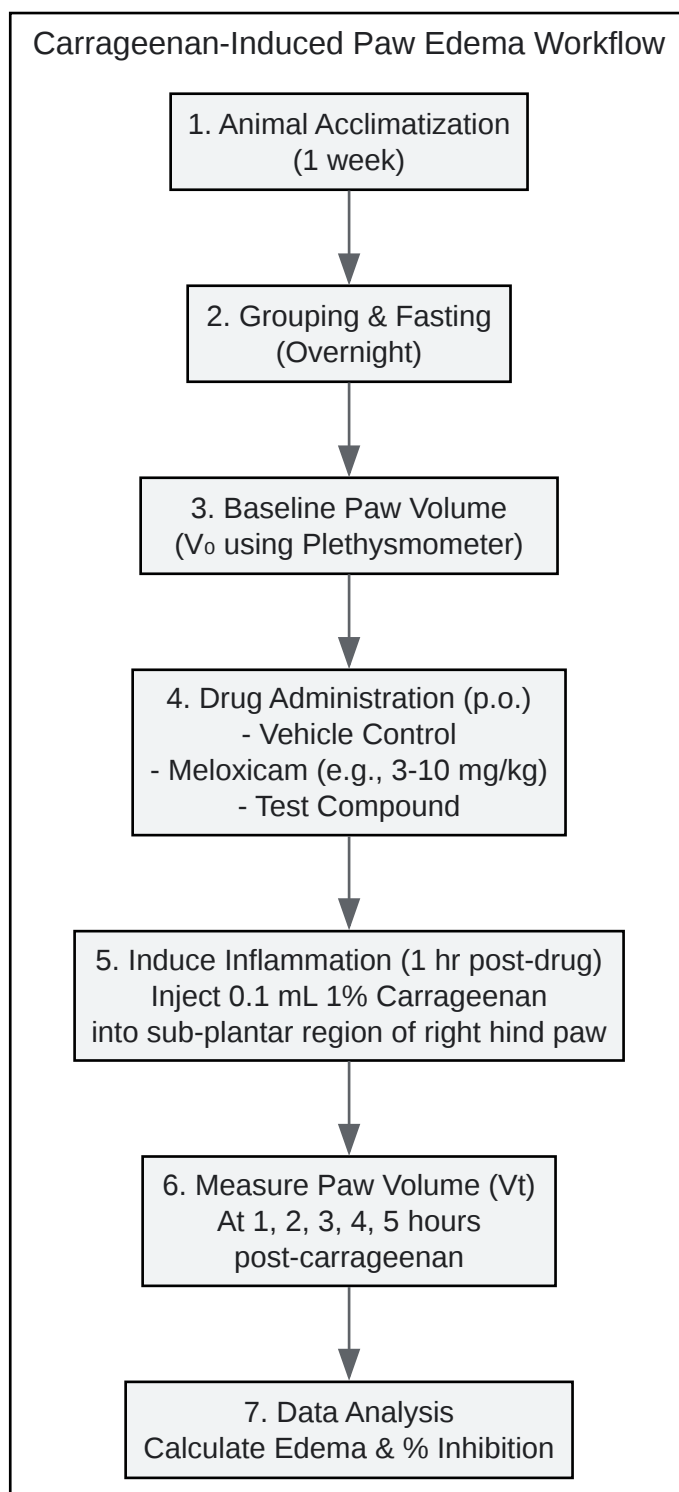 Carrageenan-Induced Paw Edema Workflow
1. Animal Acclimatization
(1 week)
2. Grouping & Fasting
(Overnight)
3. Baseline Paw Volume
(V₀ using Plethysmometer)
4. Drug Administration (p.o.)
- Vehicle Control
- Meloxicam (e.g., 3-10 mg/kg)
- Test Compound
5. Induce Inflammation (1 hr post-drug)
Inject 0.1 mL 1% Carrageenan
into sub-plantar region of right hind paw
6. Measure Paw Volume (Vt)
At 1, 2, 3, 4, 5 hours
post-carrageenan
7. Data Analysis
Calculate Edema & % Inhibition